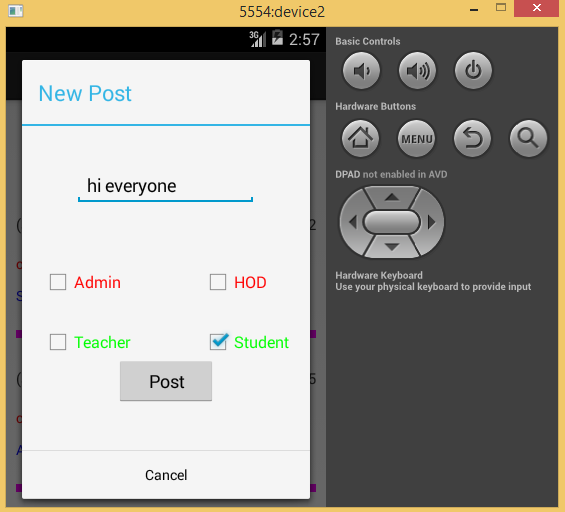 5554:device2
3G 2:57
New Post
hi everyone
Admin HOD
Teacher Student
Post
Cancel
Basic Controls
Hardware Buttons
MENU
DPAD not enabled in AVD
Hardware Keyboard
Use your physical keyboard to provide input